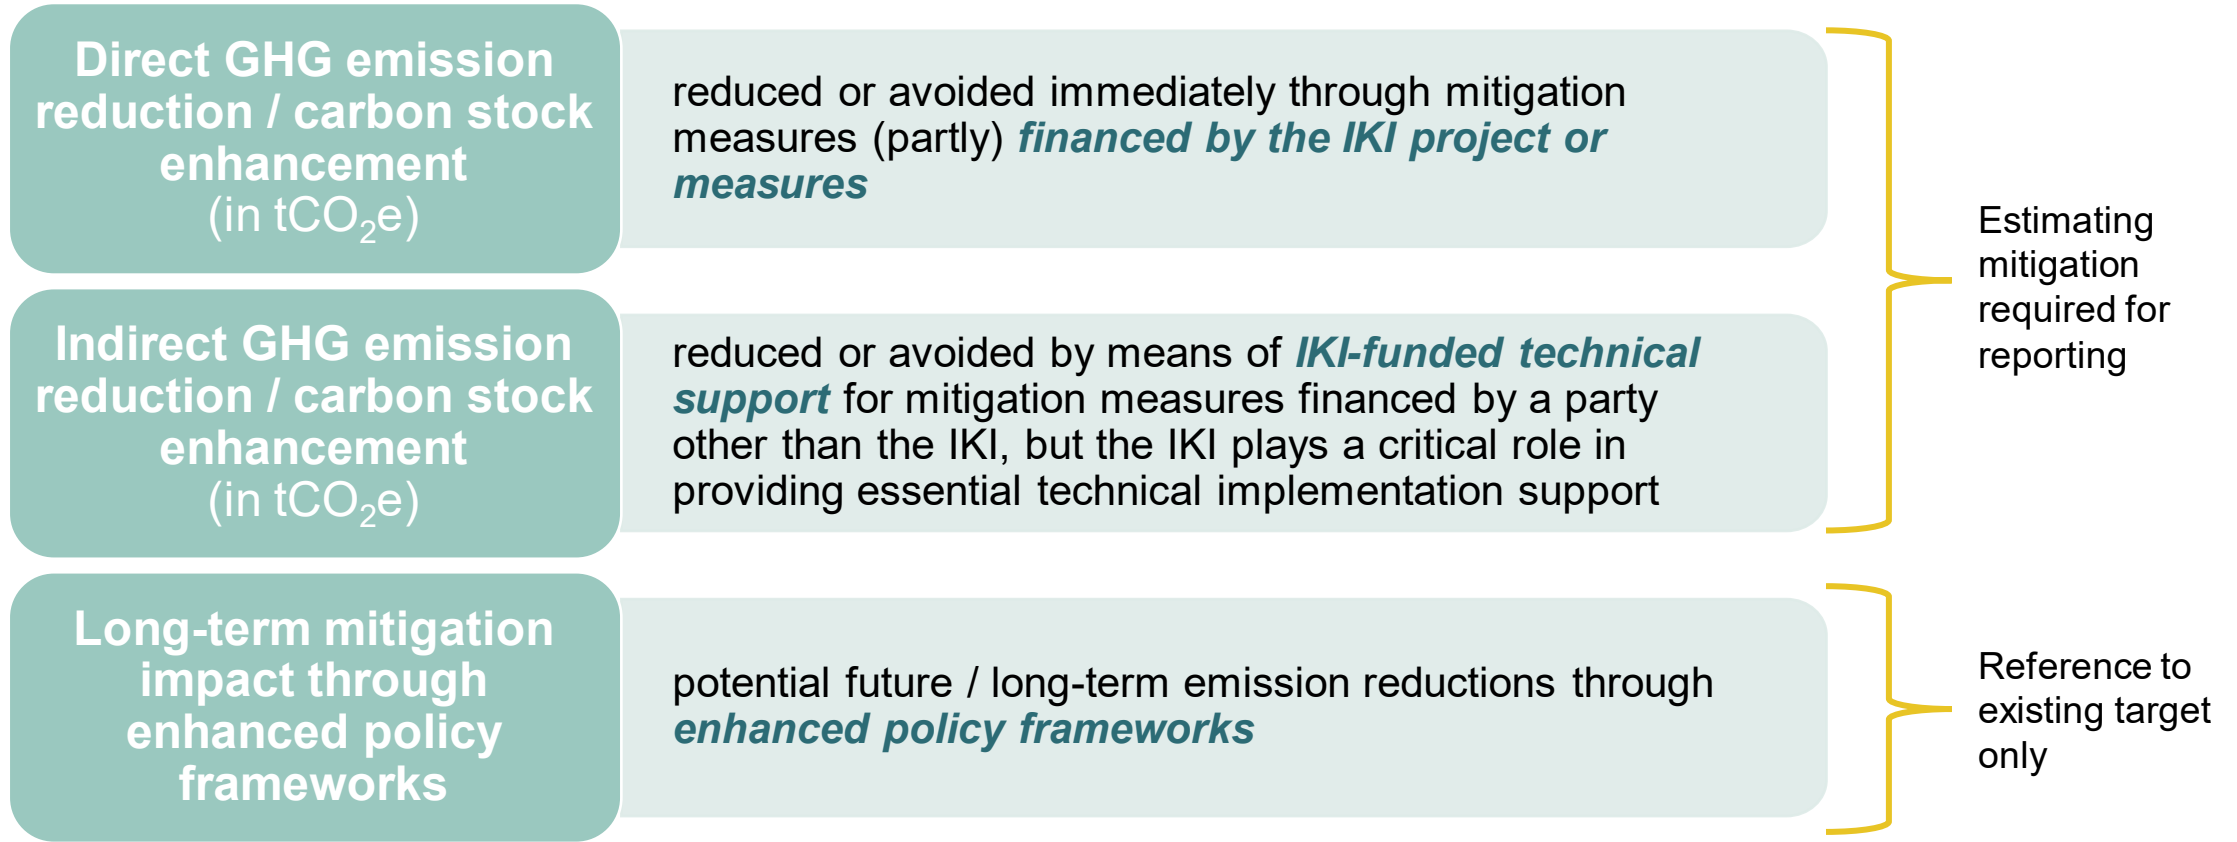 Direct GHG emission
reduction / carbon stock
enhancement
(in tCO₂e)
reduced or avoided immediately through mitigation
measures (partly) financed by the IKI project or
measures
Indirect GHG emission
reduction / carbon stock
enhancement
(in tCO₂e)
reduced or avoided by means of IKI-funded technical
support for mitigation measures financed by a party
other than the IKI, but the IKI plays a critical role in
providing essential technical implementation support
Estimating
mitigation
required for
reporting
Long-term mitigation
impact through
enhanced policy
frameworks
potential future / long-term emission reductions through
enhanced policy frameworks
Reference to
existing target
only